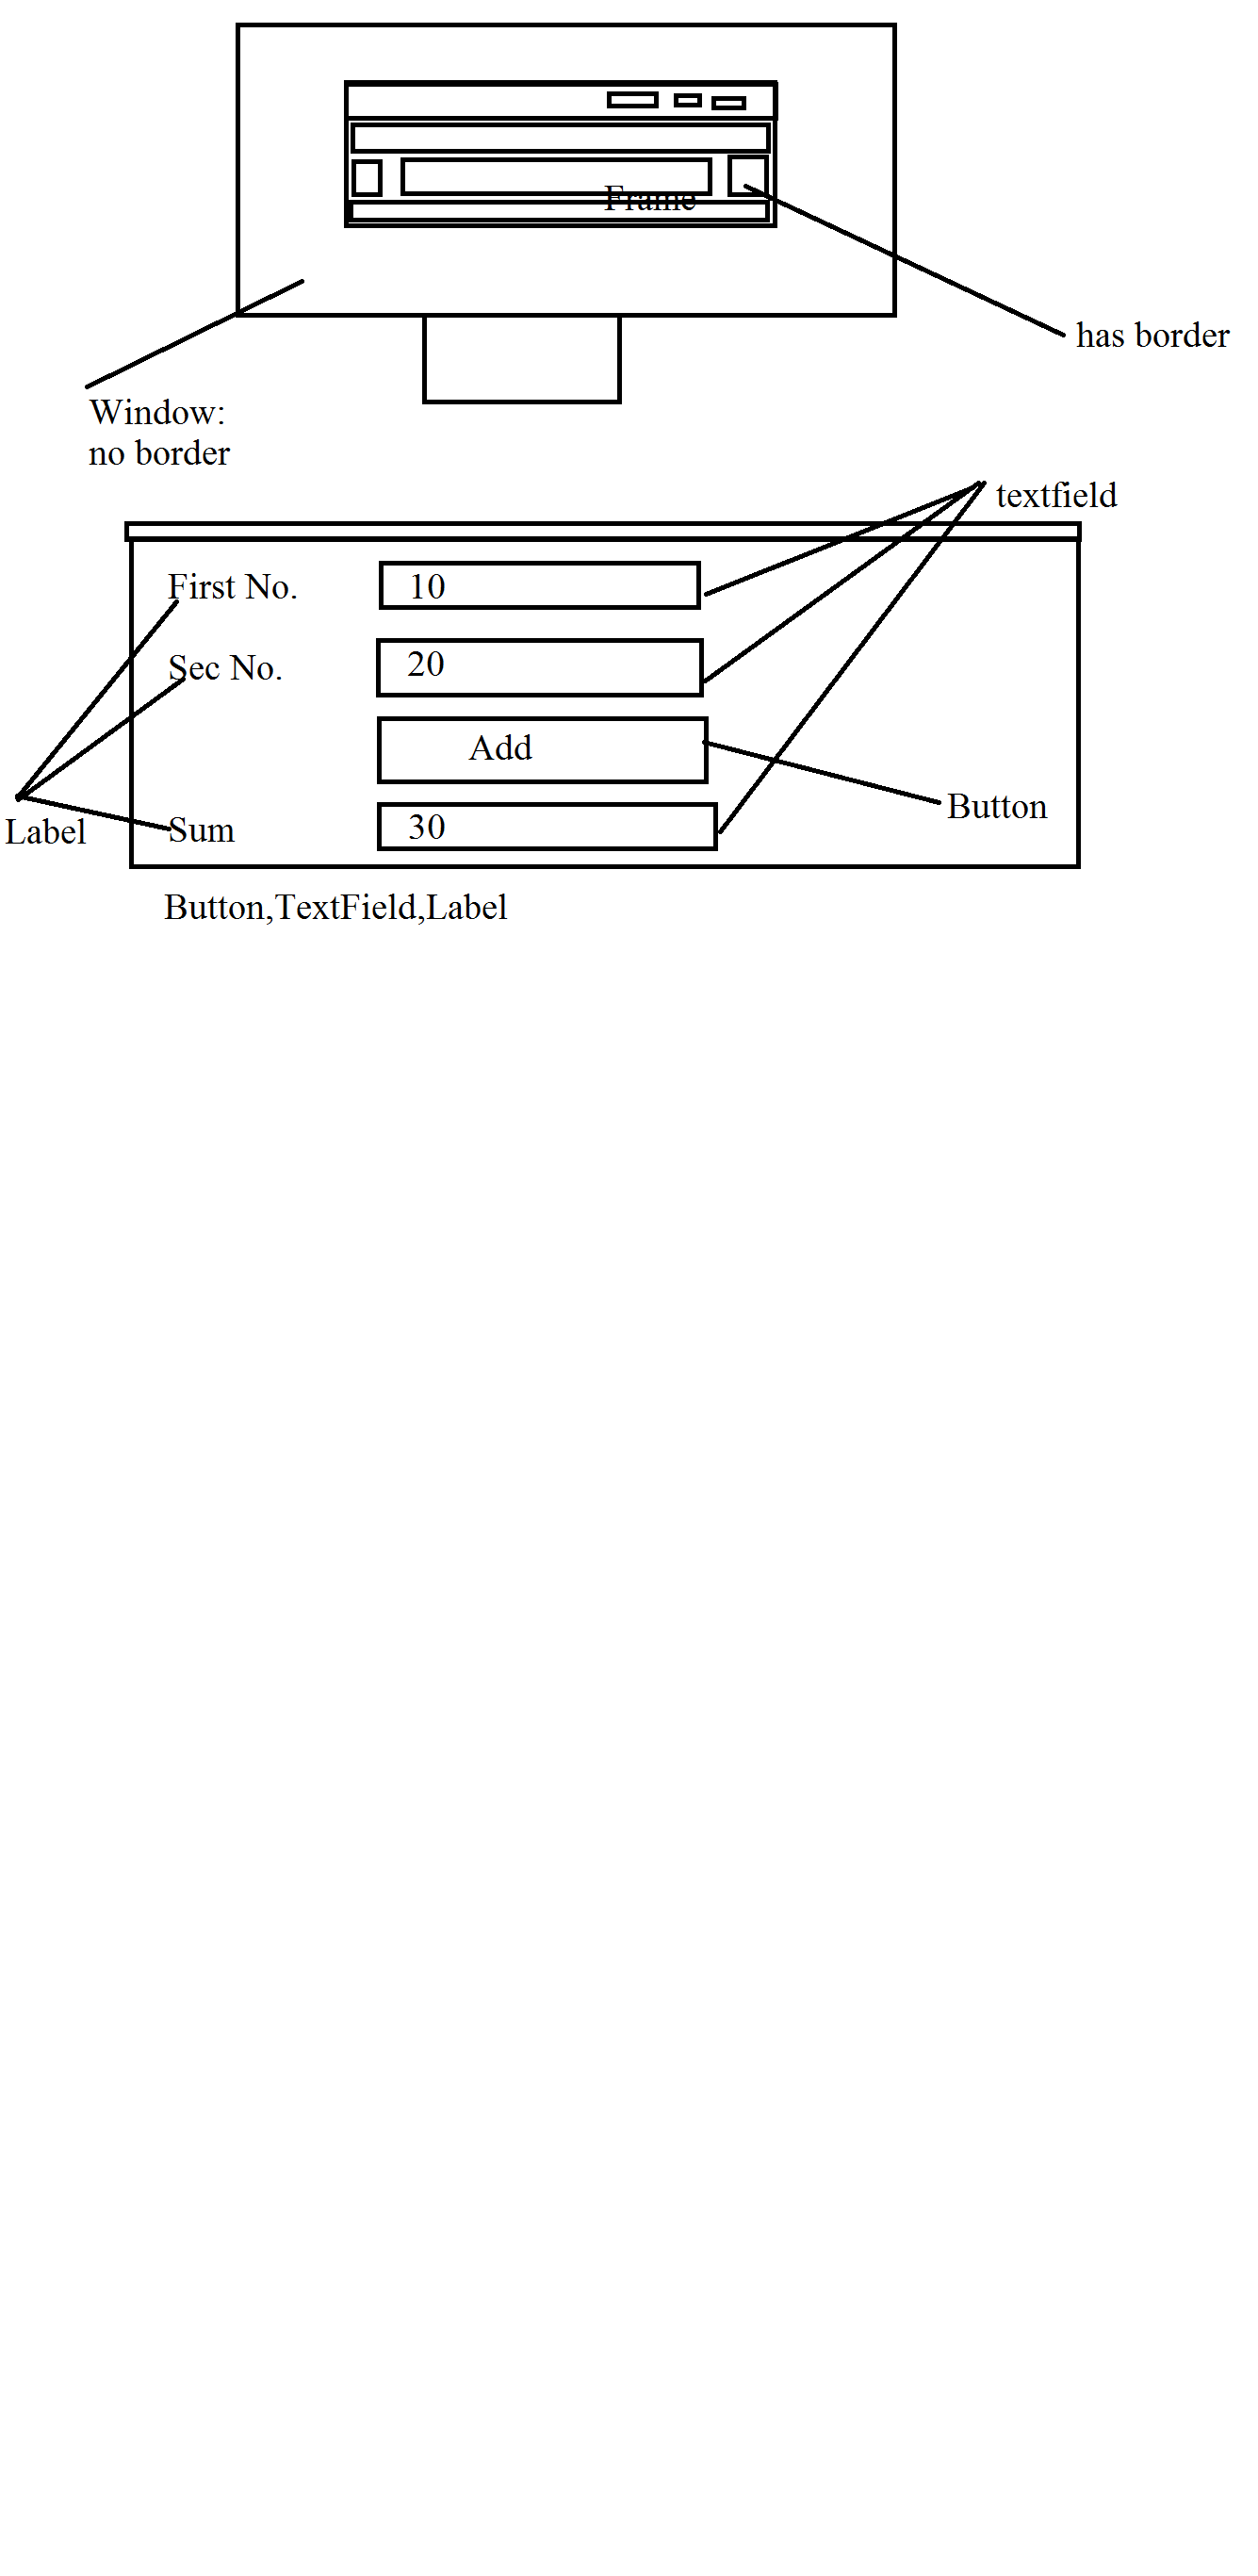 Frame
has border
Window:
no border
textfield
First No. 10
Sec No. 20
Add
Button
Label
Sum 30
Button,TextField,Label